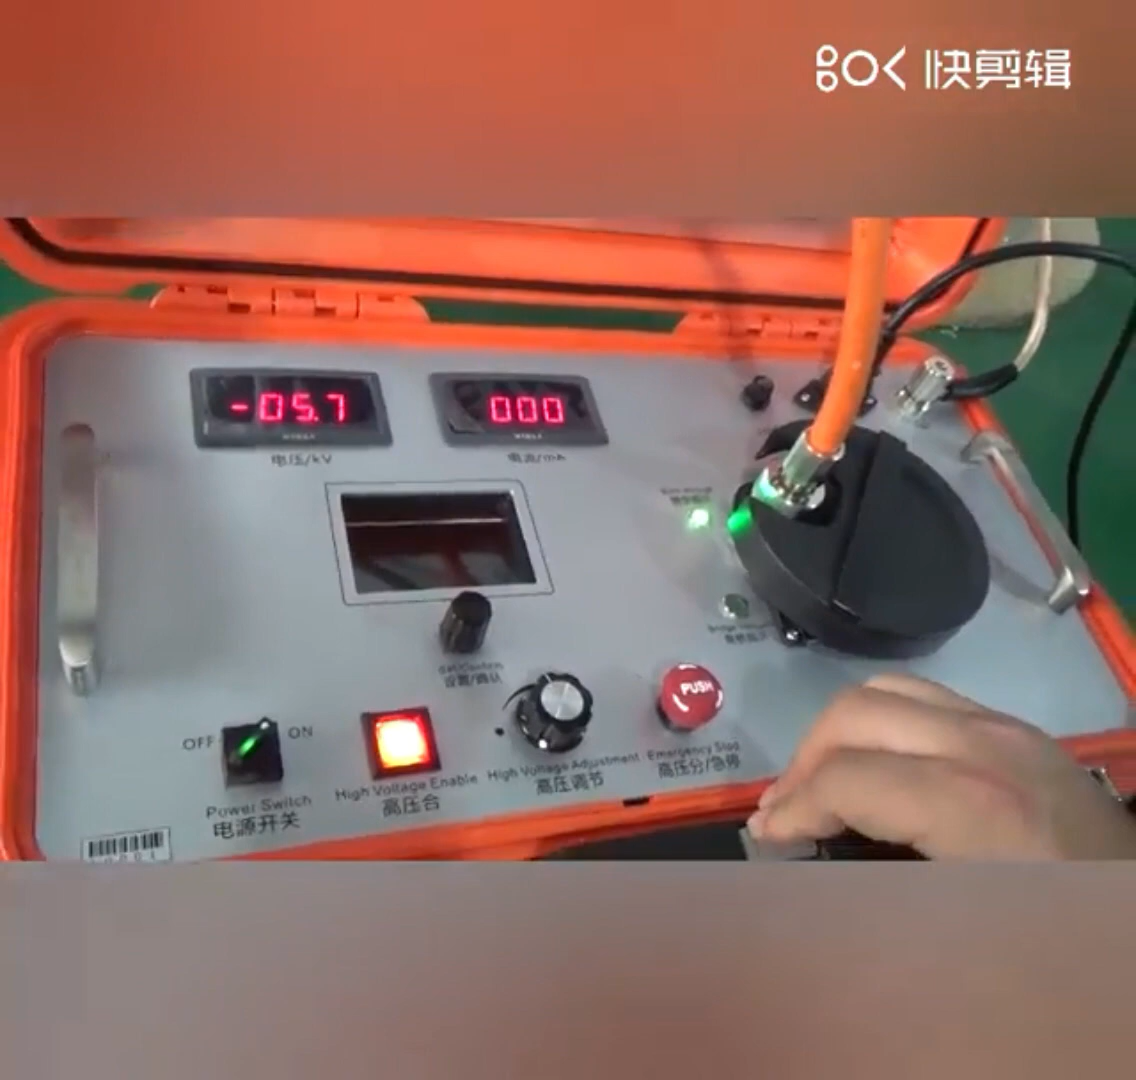 快剪辑
-05.7
000
电压/kV
电流/mA
Set/Confirm
设置/确认
PUSH
OFF
ON
Power Switch
电源开关
High Voltage Enable
高压合
High Voltage Adjustment
高压调节
Emergency Stop
高压分/急停